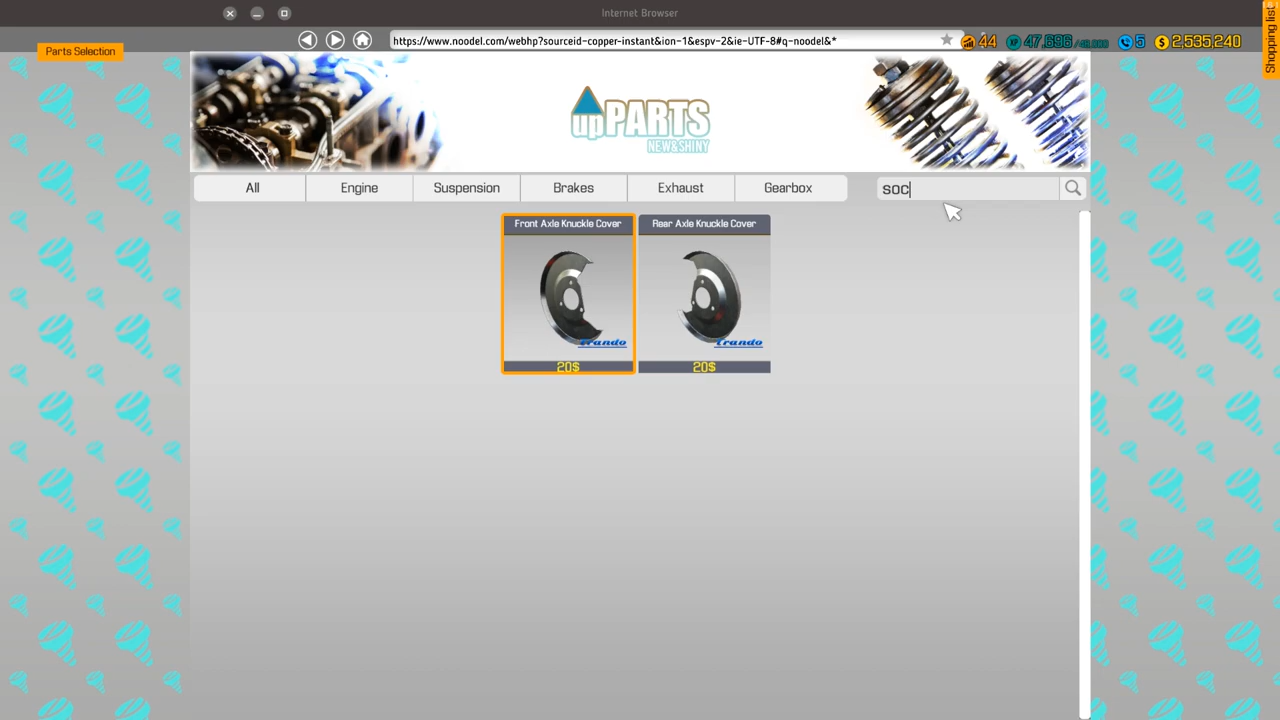 Internet Browser
Shopping list
Parts Selection
https://www.noodel.com/webhp?sourceid-copper-instant&ion-1&espv-2&ie-UTF-8#q-noodel&*
44
47,696
5
2,535,240
upPARTS
NEW&SHINY
All
Engine
Suspension
Brakes
Exhaust
Gearbox
soc
Front Axle Knuckle Cover
Rear Axle Knuckle Cover
20$
20$